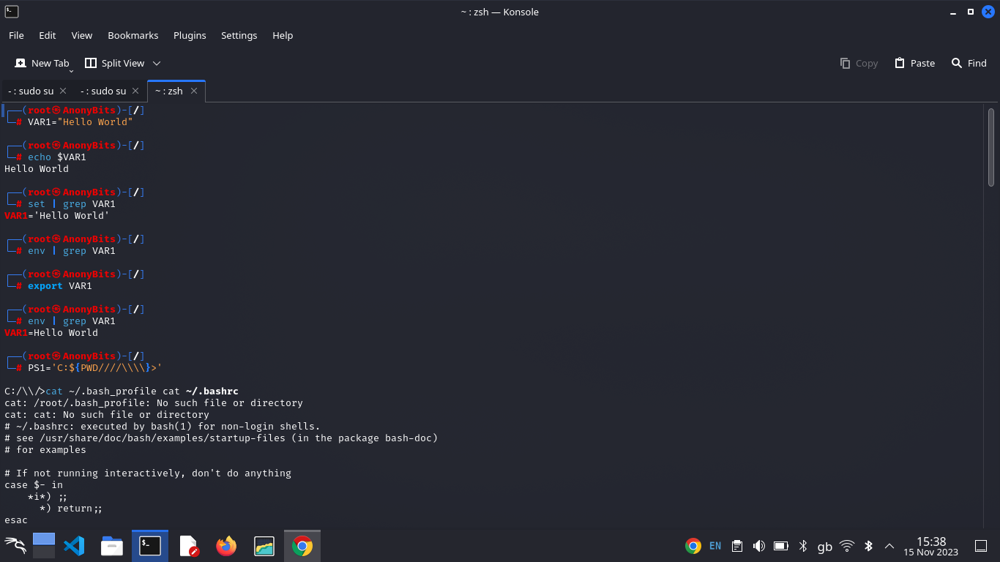 ~ : zsh — Konsole
File Edit View Bookmarks Plugins Settings Help
New Tab Split View Copy Paste Find
- : sudo su - : sudo su ~ : zsh
┌──(root㉿AnonyBits)-[/]
└─# VAR1="Hello World"
┌──(root㉿AnonyBits)-[/]
└─# echo $VAR1
Hello World
┌──(root㉿AnonyBits)-[/]
└─# set | grep VAR1
VAR1='Hello World'
┌──(root㉿AnonyBits)-[/]
└─# env | grep VAR1
┌──(root㉿AnonyBits)-[/]
└─# export VAR1
┌──(root㉿AnonyBits)-[/]
└─# env | grep VAR1
VAR1=Hello World
┌──(root㉿AnonyBits)-[/]
└─# PS1='C:${PWD////\\\\}>'
C:/\\/>cat ~/.bash_profile cat ~/.bashrc
cat: /root/.bash_profile: No such file or directory
cat: cat: No such file or directory
# ~/.bashrc: executed by bash(1) for non-login shells.
# see /usr/share/doc/bash/examples/startup-files (in the package bash-doc)
# for examples
# If not running interactively, don't do anything
case $- in
    *i*) ;;
      *) return;;
esac
EN gb 15:38
15 Nov 2023